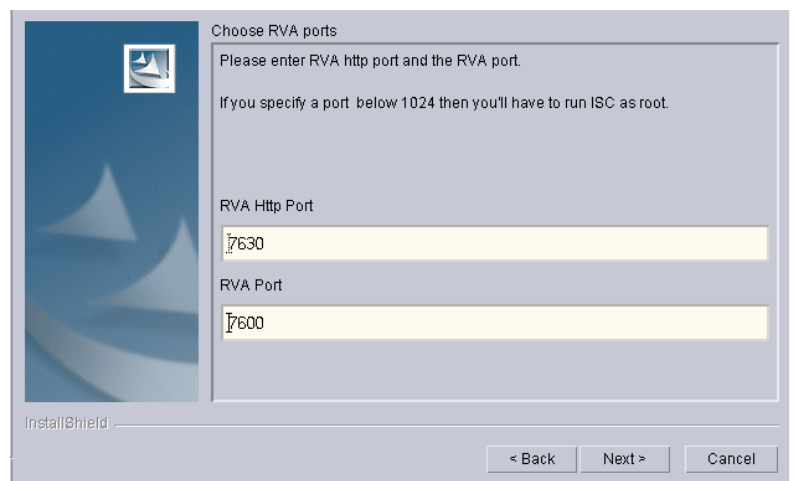 Choose RVA ports
Please enter RVA http port and the RVA port.
If you specify a port below 1024 then you'll have to run ISC as root.
RVA Http Port
7630
RVA Port
7600
InstallShield
< Back
Next >
Cancel